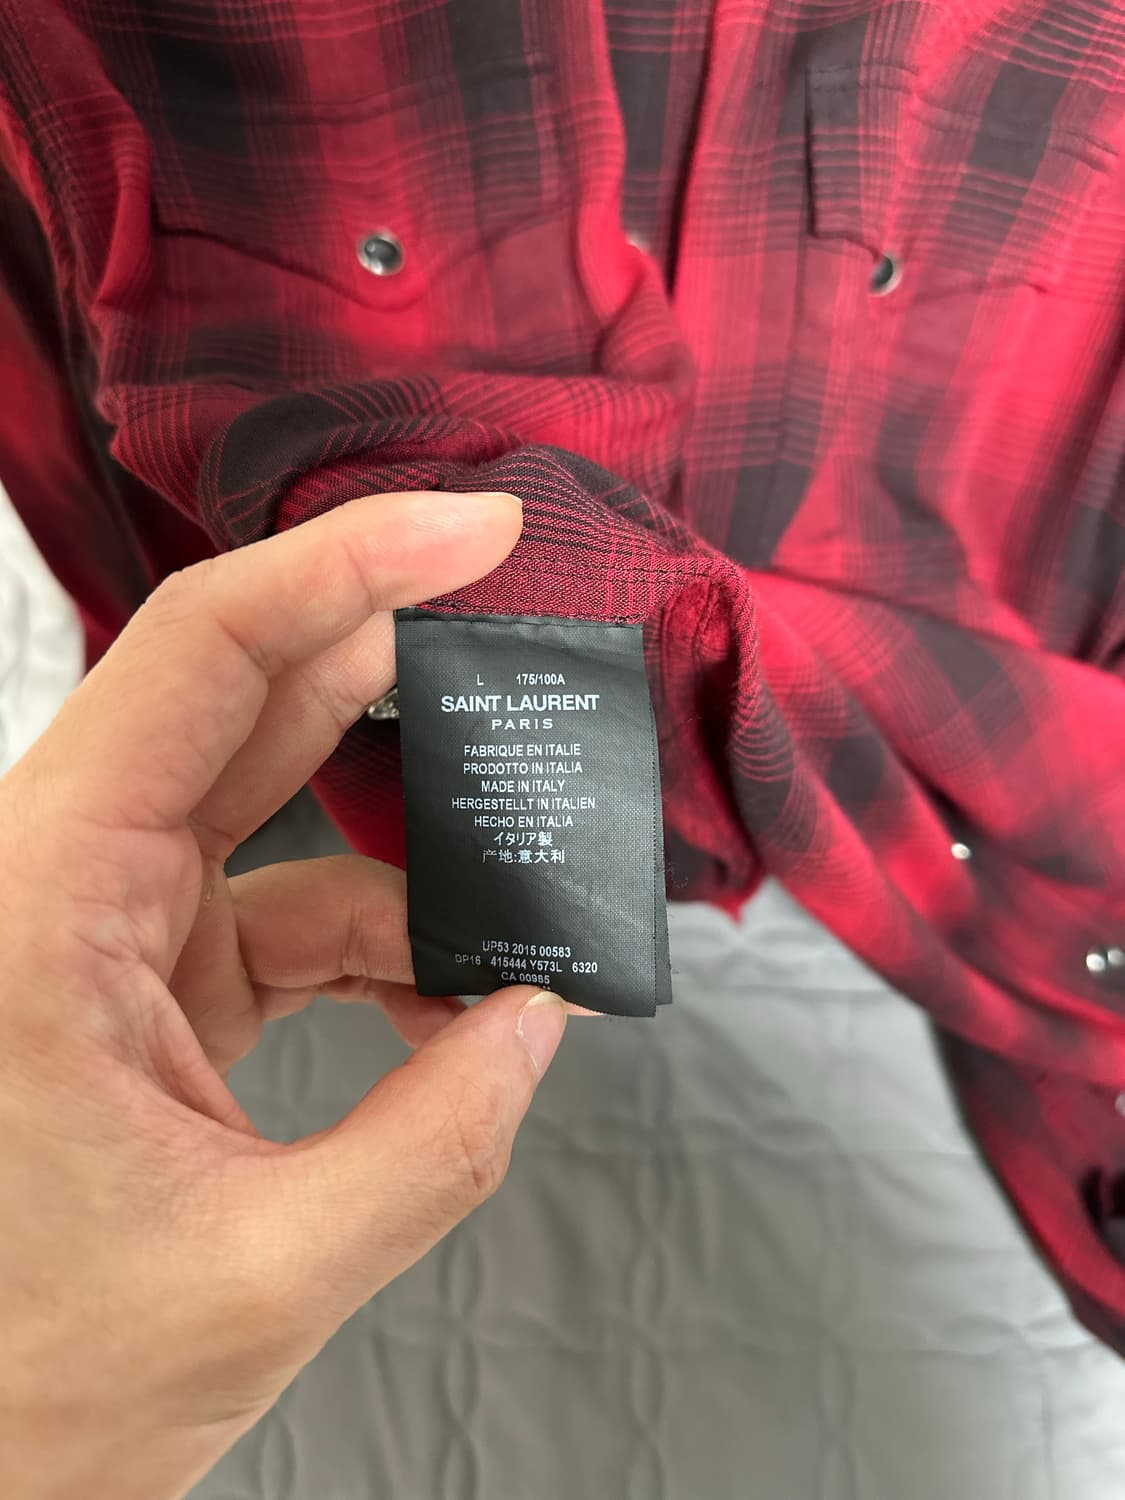 L 175/100A
SAINT LAURENT
PARIS
FABRIQUE EN ITALIE
PRODOTTO IN ITALIA
MADE IN ITALY
HERGESTELLT IN ITALIEN
HECHO EN ITALIA
イタリア製
产地:意大利
UP53 2015 00583
DP16 415444 Y573L 6320
CA 00985